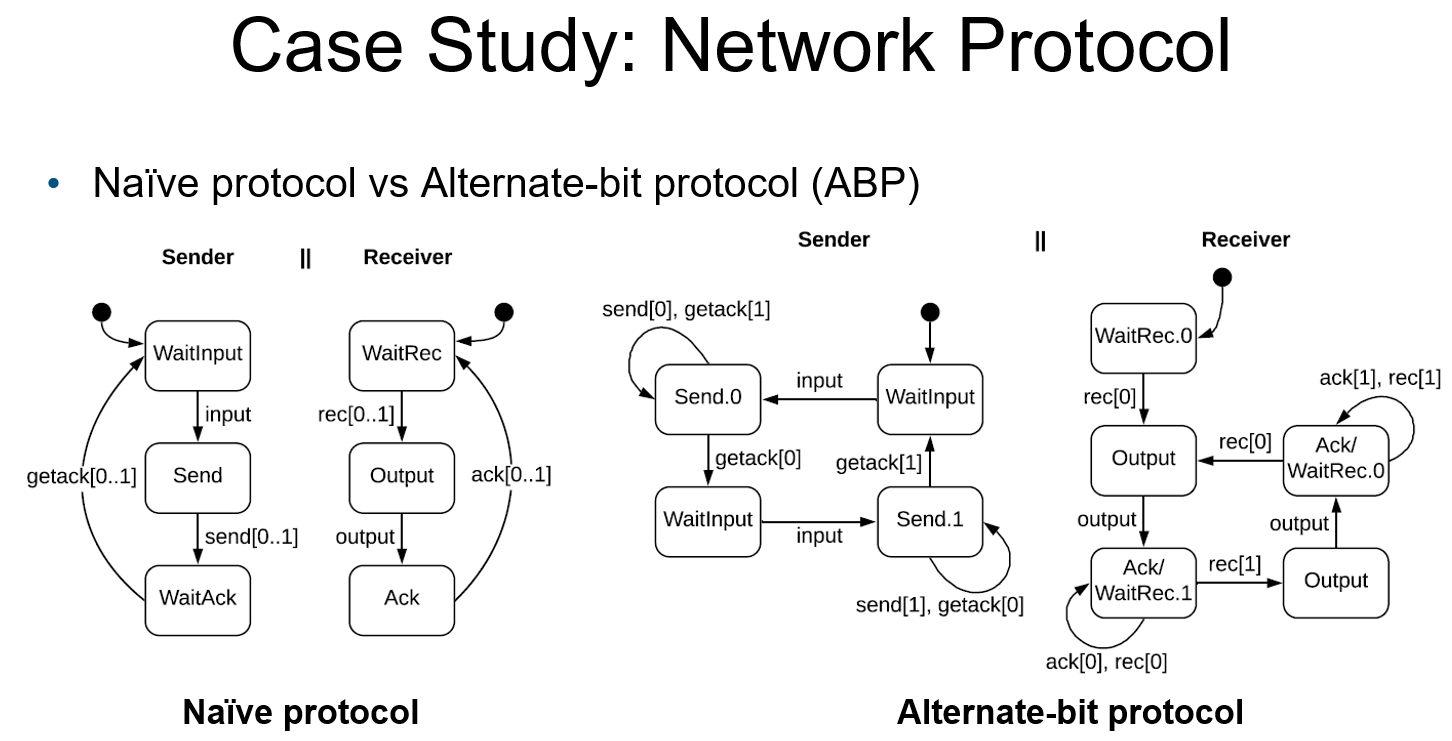 Case Study: Network Protocol
• Naïve protocol vs Alternate-bit protocol (ABP)
Sender || Receiver
WaitInput
WaitRec
input
rec[0..1]
Send
Output
getack[0..1]
ack[0..1]
send[0..1]
output
WaitAck
Ack
Naïve protocol
Sender || Receiver
send[0], getack[1]
Send.0
input
WaitInput
getack[0]
getack[1]
WaitInput
input
Send.1
send[1], getack[0]
WaitRec.0
rec[0]
ack[1], rec[1]
Output
rec[0]
Ack/
WaitRec.0
output
output
Ack/
WaitRec.1
rec[1]
Output
ack[0], rec[0]
Alternate-bit protocol